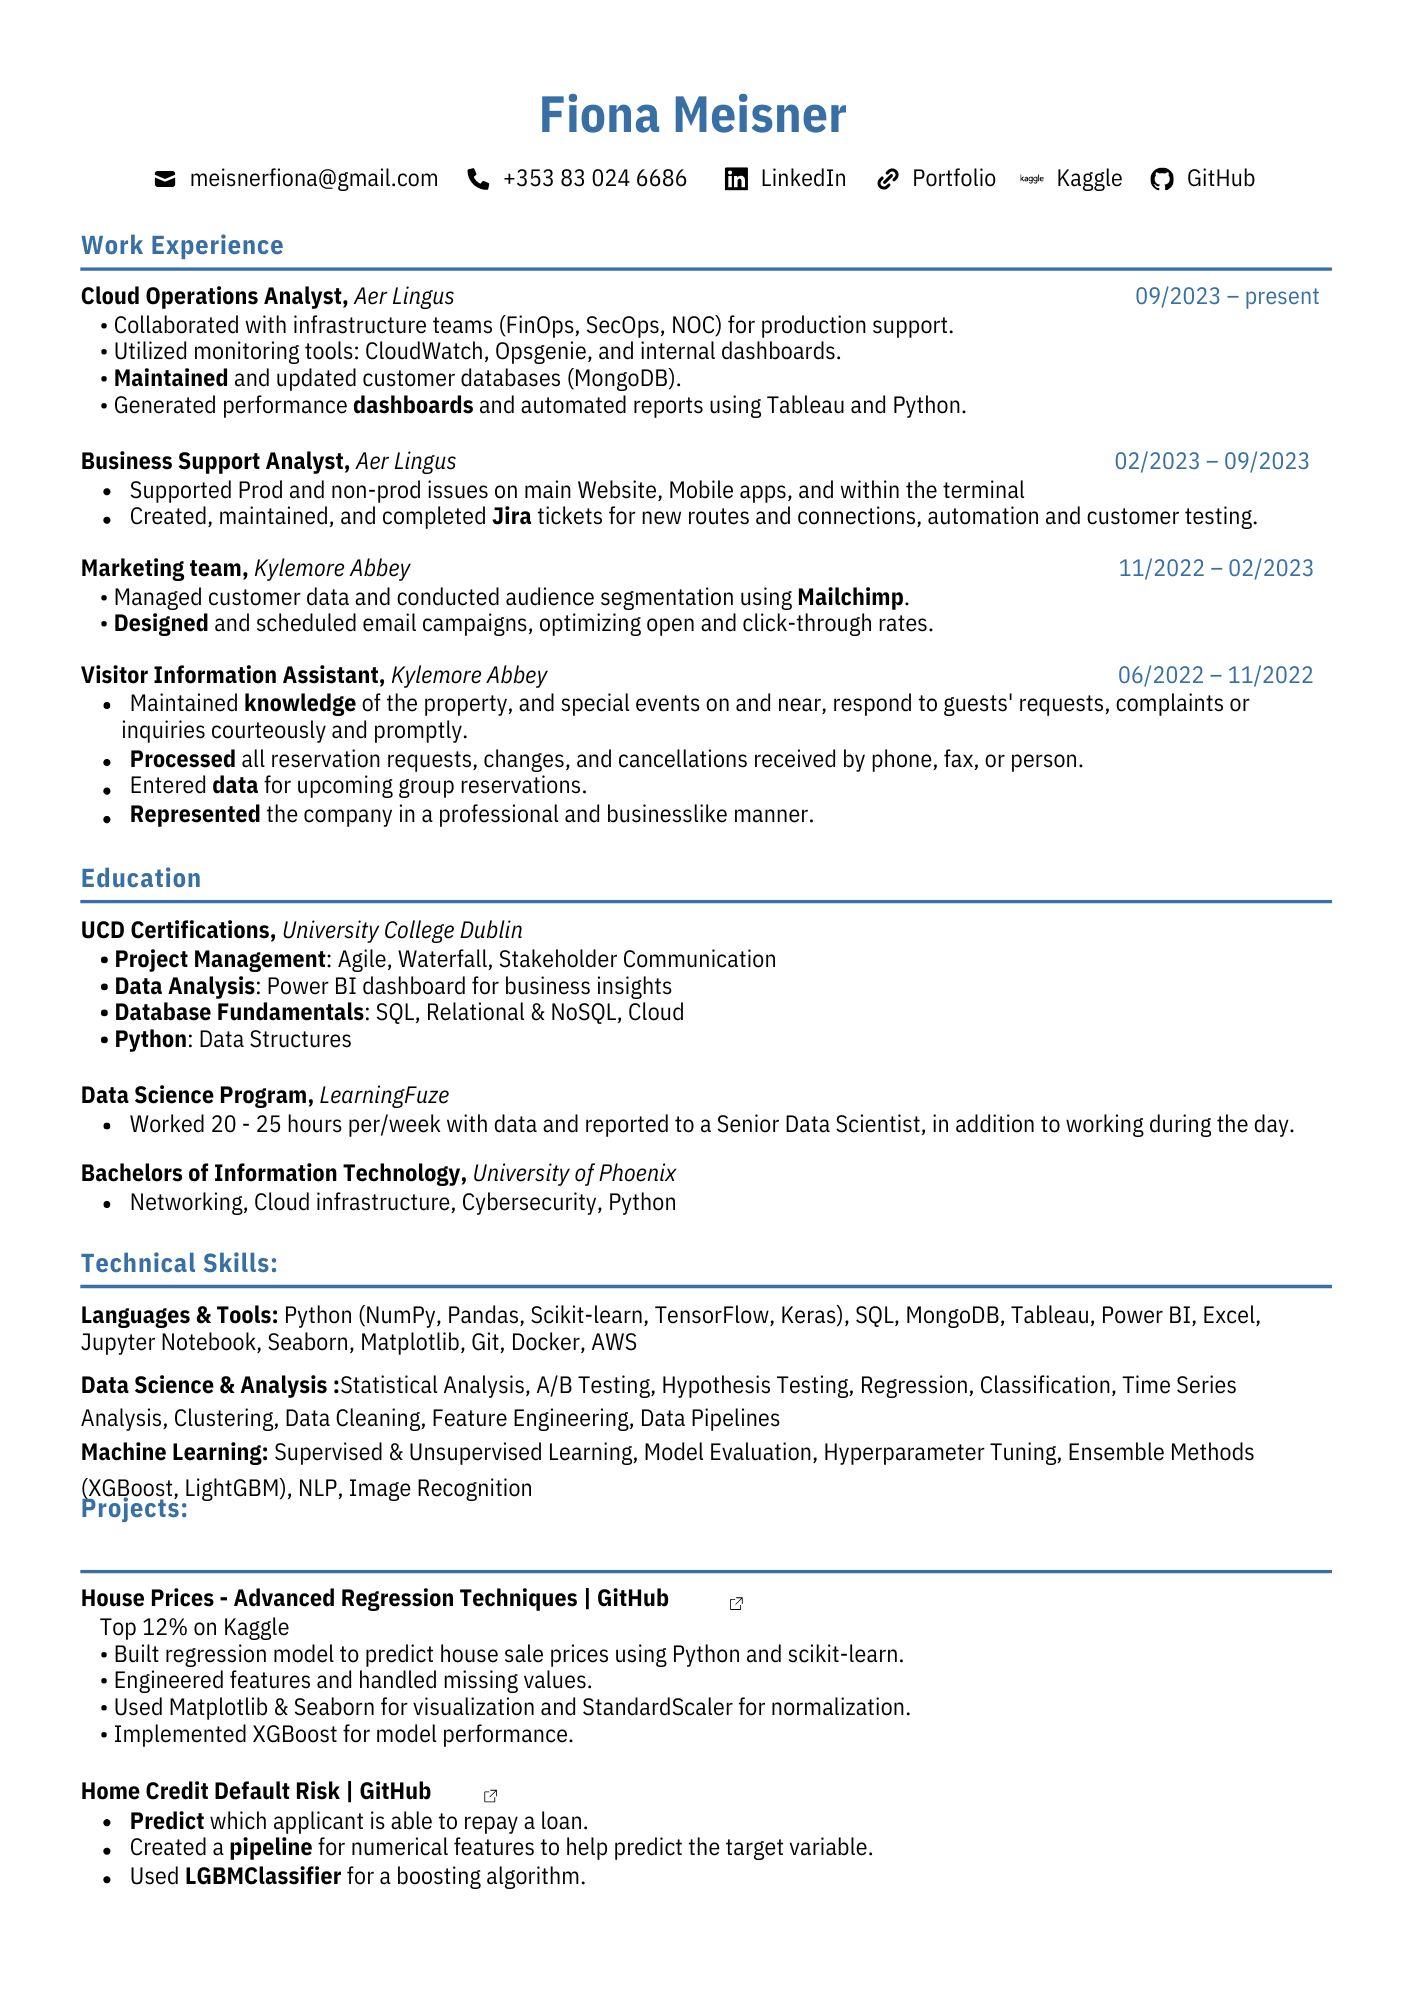 Fiona Meisner
meisnerfiona@gmail.com +353 83 024 6686 LinkedIn Portfolio kaggle Kaggle GitHub
Work Experience
Cloud Operations Analyst, Aer Lingus 09/2023 – present
• Collaborated with infrastructure teams (FinOps, SecOps, NOC) for production support.
• Utilized monitoring tools: CloudWatch, Opsgenie, and internal dashboards.
• Maintained and updated customer databases (MongoDB).
• Generated performance dashboards and automated reports using Tableau and Python.
Business Support Analyst, Aer Lingus 02/2023 – 09/2023
• Supported Prod and non-prod issues on main Website, Mobile apps, and within the terminal
• Created, maintained, and completed Jira tickets for new routes and connections, automation and customer testing.
Marketing team, Kylemore Abbey 11/2022 – 02/2023
• Managed customer data and conducted audience segmentation using Mailchimp.
• Designed and scheduled email campaigns, optimizing open and click-through rates.
Visitor Information Assistant, Kylemore Abbey 06/2022 – 11/2022
• Maintained knowledge of the property, and special events on and near, respond to guests' requests, complaints or
inquiries courteously and promptly.
• Processed all reservation requests, changes, and cancellations received by phone, fax, or person.
• Entered data for upcoming group reservations.
• Represented the company in a professional and businesslike manner.
Education
UCD Certifications, University College Dublin
• Project Management: Agile, Waterfall, Stakeholder Communication
• Data Analysis: Power BI dashboard for business insights
• Database Fundamentals: SQL, Relational & NoSQL, Cloud
• Python: Data Structures
Data Science Program, LearningFuze
• Worked 20 - 25 hours per/week with data and reported to a Senior Data Scientist, in addition to working during the day.
Bachelors of Information Technology, University of Phoenix
• Networking, Cloud infrastructure, Cybersecurity, Python
Technical Skills:
Languages & Tools: Python (NumPy, Pandas, Scikit-learn, TensorFlow, Keras), SQL, MongoDB, Tableau, Power BI, Excel,
Jupyter Notebook, Seaborn, Matplotlib, Git, Docker, AWS
Data Science & Analysis :Statistical Analysis, A/B Testing, Hypothesis Testing, Regression, Classification, Time Series
Analysis, Clustering, Data Cleaning, Feature Engineering, Data Pipelines
Machine Learning: Supervised & Unsupervised Learning, Model Evaluation, Hyperparameter Tuning, Ensemble Methods
(XGBoost, LightGBM), NLP, Image Recognition
Projects:
House Prices - Advanced Regression Techniques | GitHub
Top 12% on Kaggle
• Built regression model to predict house sale prices using Python and scikit-learn.
• Engineered features and handled missing values.
• Used Matplotlib & Seaborn for visualization and StandardScaler for normalization.
• Implemented XGBoost for model performance.
Home Credit Default Risk | GitHub
• Predict which applicant is able to repay a loan.
• Created a pipeline for numerical features to help predict the target variable.
• Used LGBMClassifier for a boosting algorithm.